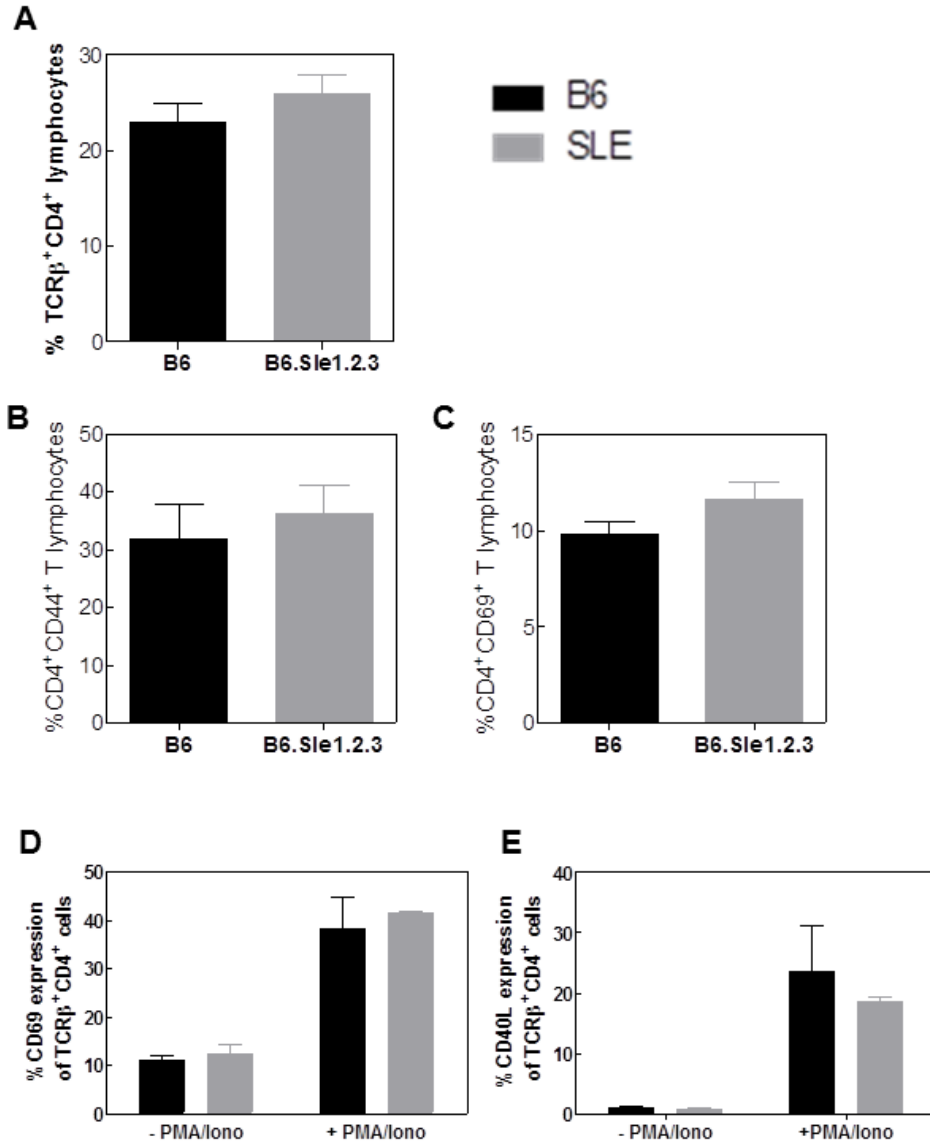 A
% TCRβ⁺CD4⁺ lymphocytes
30
20
10
0
B6
B6.Sle1.2.3
B6
SLE
B
%CD4⁺CD44⁺ T lymphocytes
50
40
30
20
10
0
B6
B6.Sle1.2.3
C
%CD4⁺CD69⁺ T lymphocytes
15
10
5
0
B6
B6.Sle1.2.3
D
% CD69 expression
of TCRβ⁺CD4⁺ cells
50
40
30
20
10
0
- PMA/Iono
+ PMA/Iono
E
% CD40L expression
of TCRβ⁺CD4⁺ cells
40
30
20
10
0
- PMA/Iono
+PMA/Iono